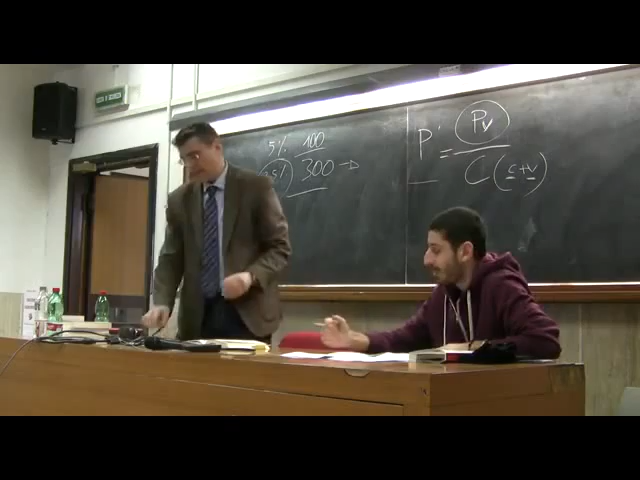 5% 100
300 →
P' = Pv
C (c+v)